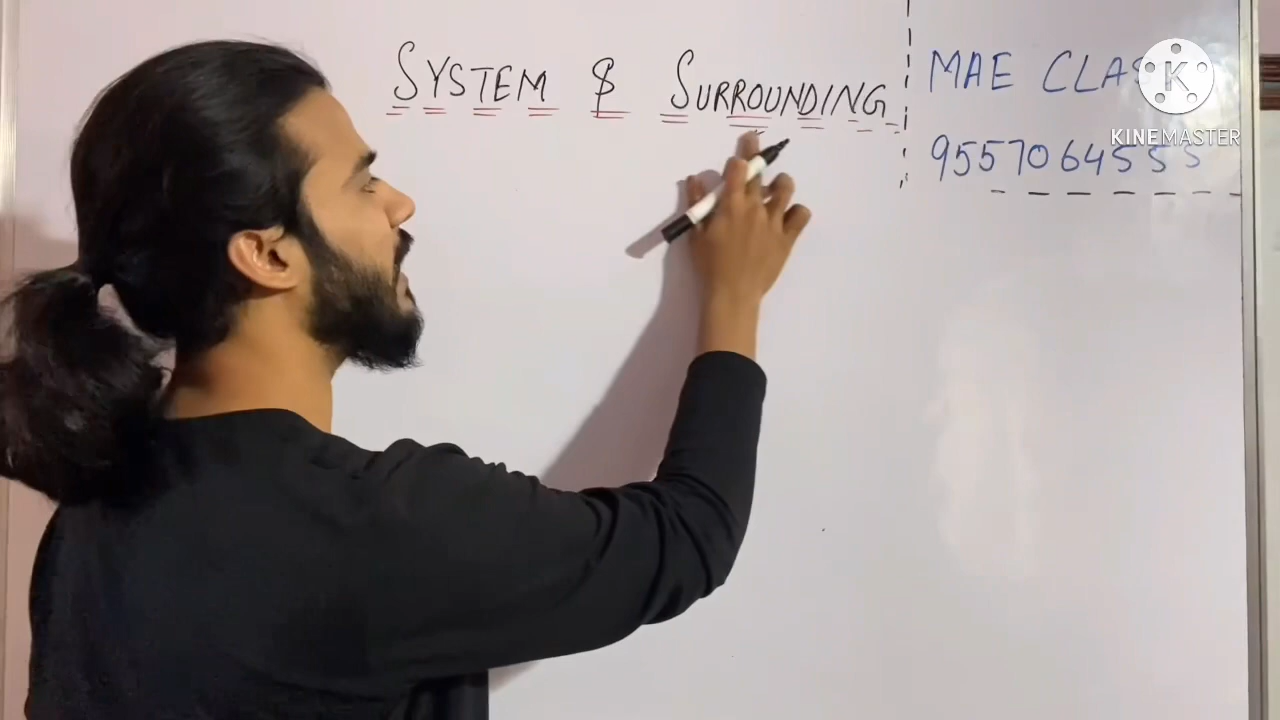 SYSTEM & SURROUNDING
MAE CLAS
9557064555
K
KINEMASTER